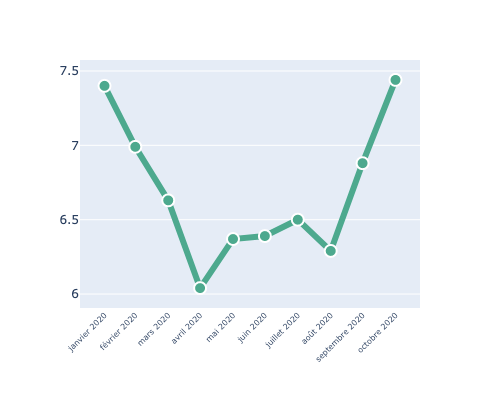 7.5
7
6.5
6
janvier 2020
février 2020
mars 2020
avril 2020
mai 2020
juin 2020
juillet 2020
août 2020
septembre 2020
octobre 2020